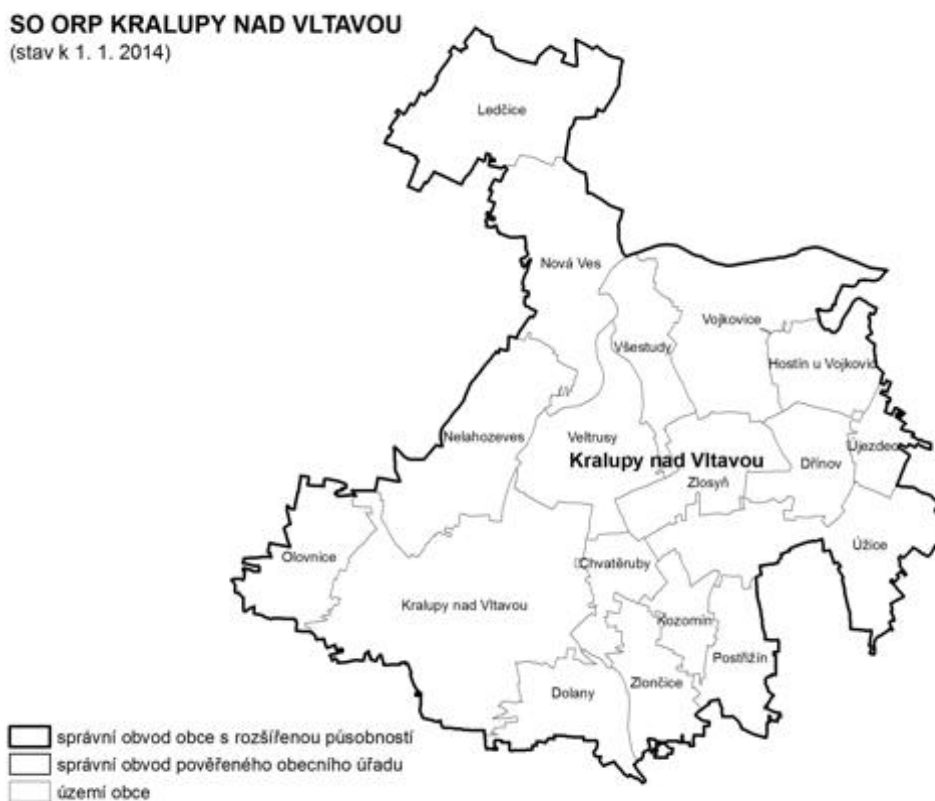 SO ORP KRALUPY NAD VLTAVOU
(stav k 1. 1. 2014)
Ledčice
Nová Ves
Vojkovice
Všestudy
Hostín u Vojkovic
Nelahozeves
Veltrusy
Újezdec
Kralupy nad Vltavou
Dřínov
Zlosyň
Úžice
Olovnice
Chvatěruby
Kralupy nad Vltavou
Kozomín
Postřižín
Zlončice
Dolany
správní obvod obce s rozšířenou působností
správní obvod pověřeného obecního úřadu
území obce